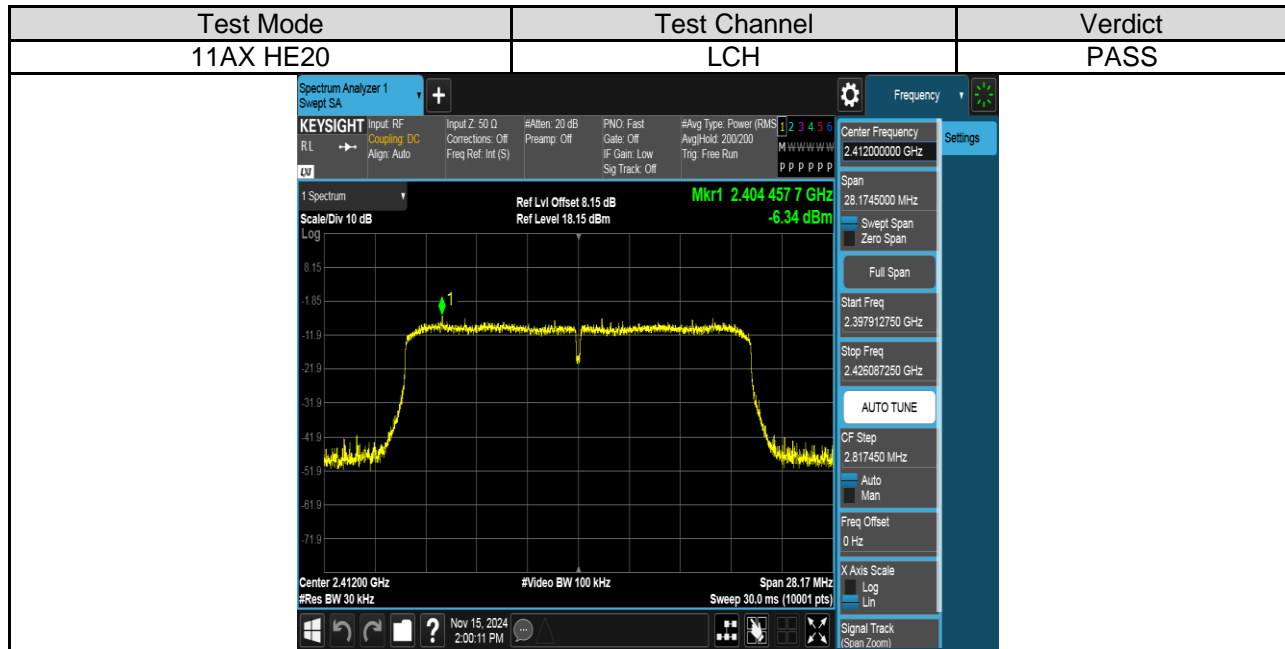 Test Mode Test Channel Verdict
11AX HE20 LCH PASS
Spectrum Analyzer 1
Swept SA
+
Frequency
KEYSIGHT
RL
LXI
Input: RF
Coupling: DC
Align: Auto
Input Z: 50 Ω
Corrections: Off
Freq Ref: Int (S)
#Atten: 20 dB
Preamp: Off
PNO: Fast
Gate: Off
IF Gain: Low
Sig Track: Off
#Avg Type: Power (RMS
Avg|Hold: 200/200
Trig: Free Run
1 2 3 4 5 6
M W W W W W
P P P P P P
1 Spectrum
Scale/Div 10 dB
Log
Ref Lvl Offset 8.15 dB
Ref Level 18.15 dBm
Mkr1 2.404 457 7 GHz
-6.34 dBm
8.15
-1.85
-11.9
-21.9
-31.9
-41.9
-51.9
-61.9
-71.9
1
Center 2.41200 GHz
#Res BW 30 kHz
#Video BW 100 kHz
Span 28.17 MHz
Sweep 30.0 ms (10001 pts)
?
Nov 15, 2024
2:00:11 PM
Center Frequency
2.412000000 GHz
Settings
Span
28.1745000 MHz
Swept Span
Zero Span
Full Span
Start Freq
2.397912750 GHz
Stop Freq
2.426087250 GHz
AUTO TUNE
CF Step
2.817450 MHz
Auto
Man
Freq Offset
0 Hz
X Axis Scale
Log
Lin
Signal Track
(Span Zoom)